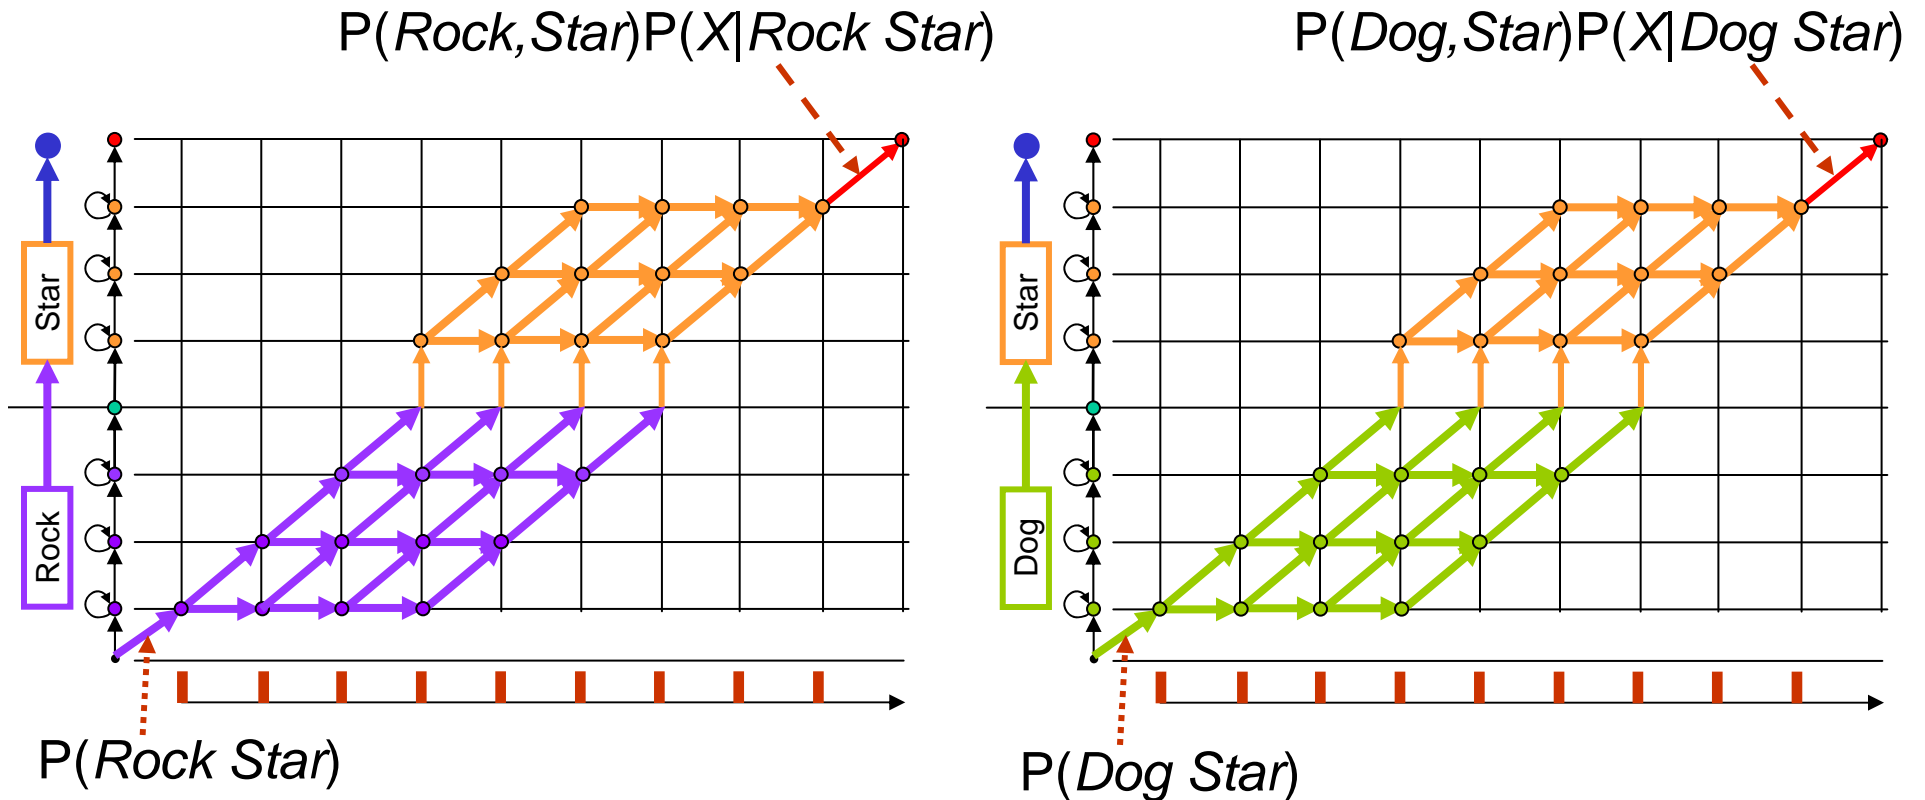 P(Rock,Star)P(X|Rock Star)
P(Dog,Star)P(X|Dog Star)
Star
Rock
Star
Dog
P(Rock Star)
P(Dog Star)